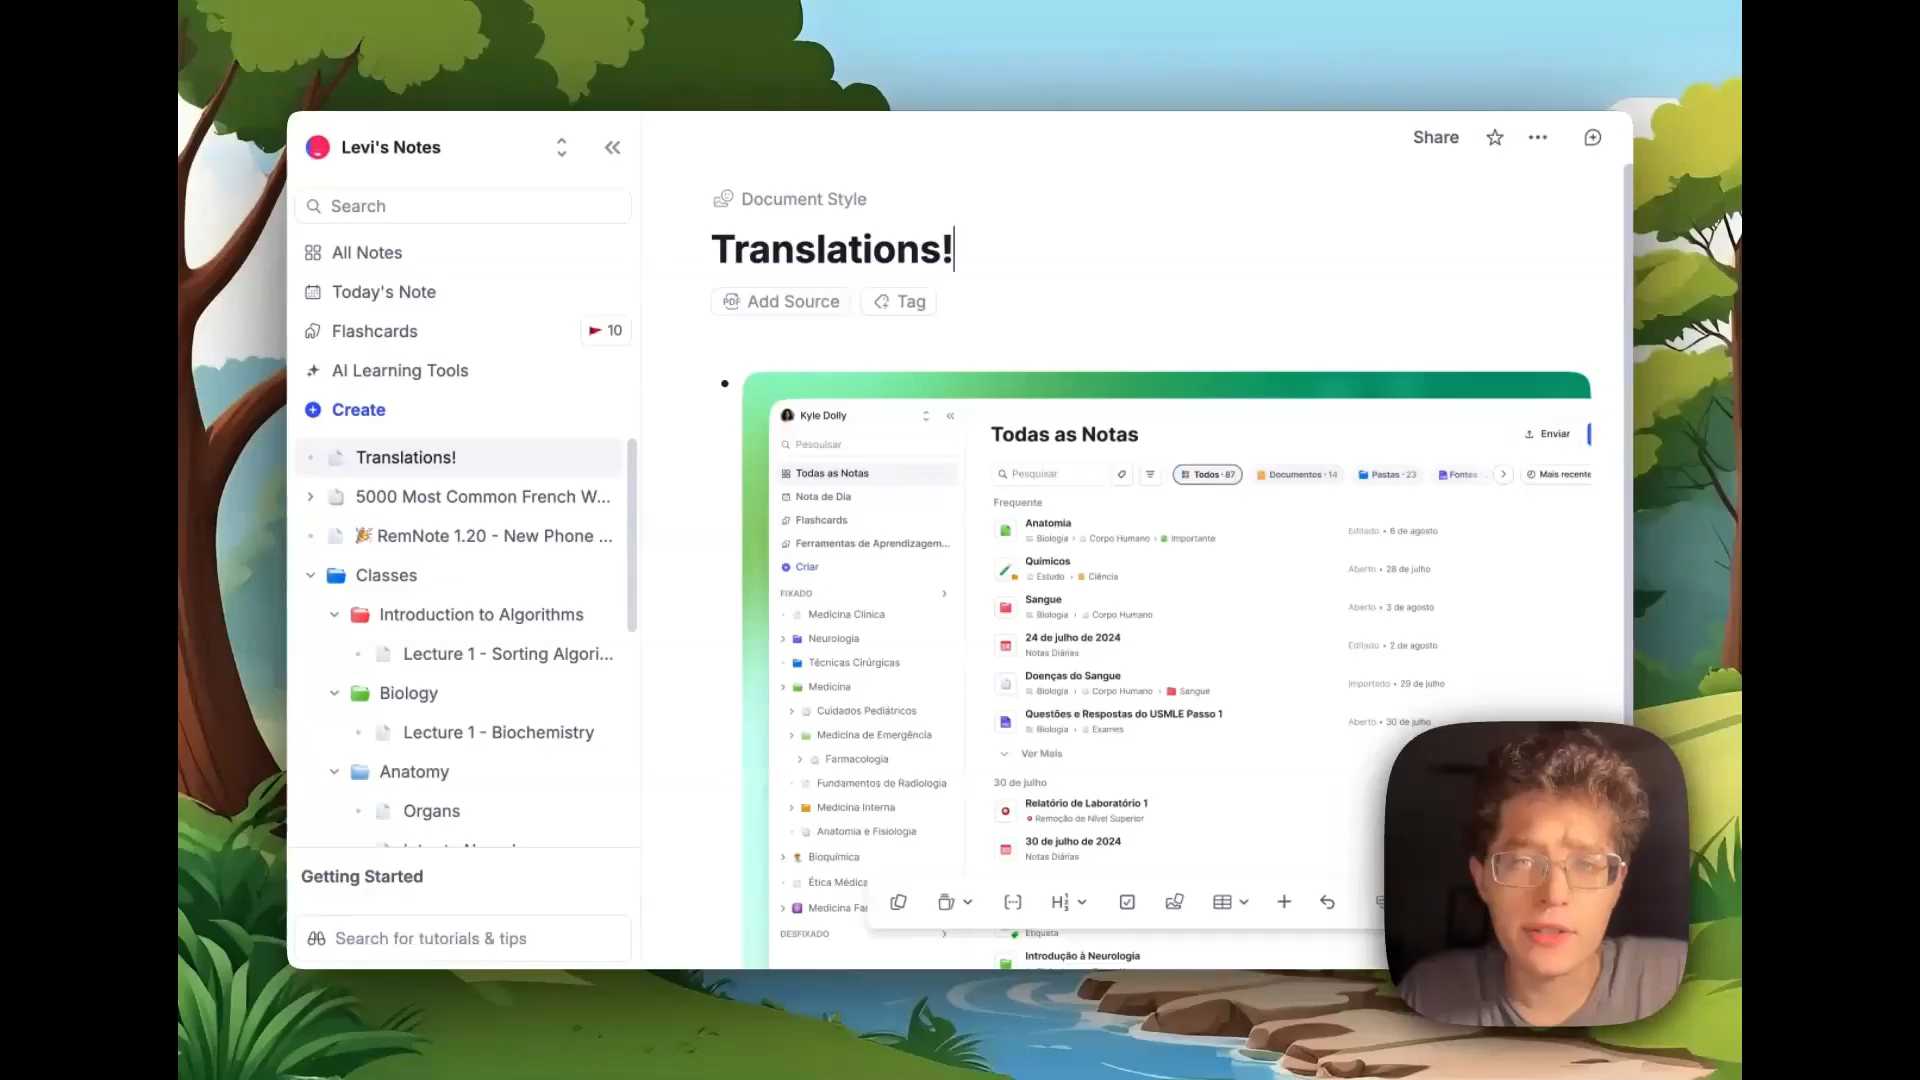 Levi's Notes
Search
All Notes
Today's Note
Flashcards
10
AI Learning Tools
Create
Translations!
5000 Most Common French W...
RemNote 1.20 - New Phone ...
Classes
Introduction to Algorithms
Lecture 1 - Sorting Algori...
Biology
Lecture 1 - Biochemistry
Anatomy
Organs
Getting Started
Search for tutorials & tips
Share
Document Style
Translations!
PDF Add Source
Tag
Kyle Dolly
Pesquisar
Todas as Notas
Nota de Dia
Flashcards
Ferramentas de Aprendizagem...
Criar
FIXADO
Medicina Clínica
Neurologia
Técnicas Cirúrgicas
Medicina
Cuidados Pediátricos
Medicina de Emergência
Farmacologia
Fundamentos de Radiologia
Medicina Interna
Anatomia e Fisiologia
Bioquímica
Ética Médica
Medicina Fa
DESFIXADO
Todas as Notas
Enviar
Pesquisar
Todos · 87
Documentos · 14
Pastas · 23
Fontes
Mais recente
Frequente
Anatomia
Biologia › Corpo Humano › Importante
Editado • 6 de agosto
Químicos
Estudo › Ciência
Aberto • 28 de julho
Sangue
Biologia › Corpo Humano
Aberto • 3 de agosto
24 de julho de 2024
Notas Diárias
Editado • 2 de agosto
Doenças do Sangue
Biologia › Corpo Humano › Sangue
Importado • 29 de julho
Questões e Respostas do USMLE Passo 1
Biologia › Exames
Aberto • 30 de julho
Ver Mais
30 de julho
Relatório de Laboratório 1
Remoção de Nível Superior
30 de julho de 2024
Notas Diárias
Etiqueta
Introdução à Neurologia